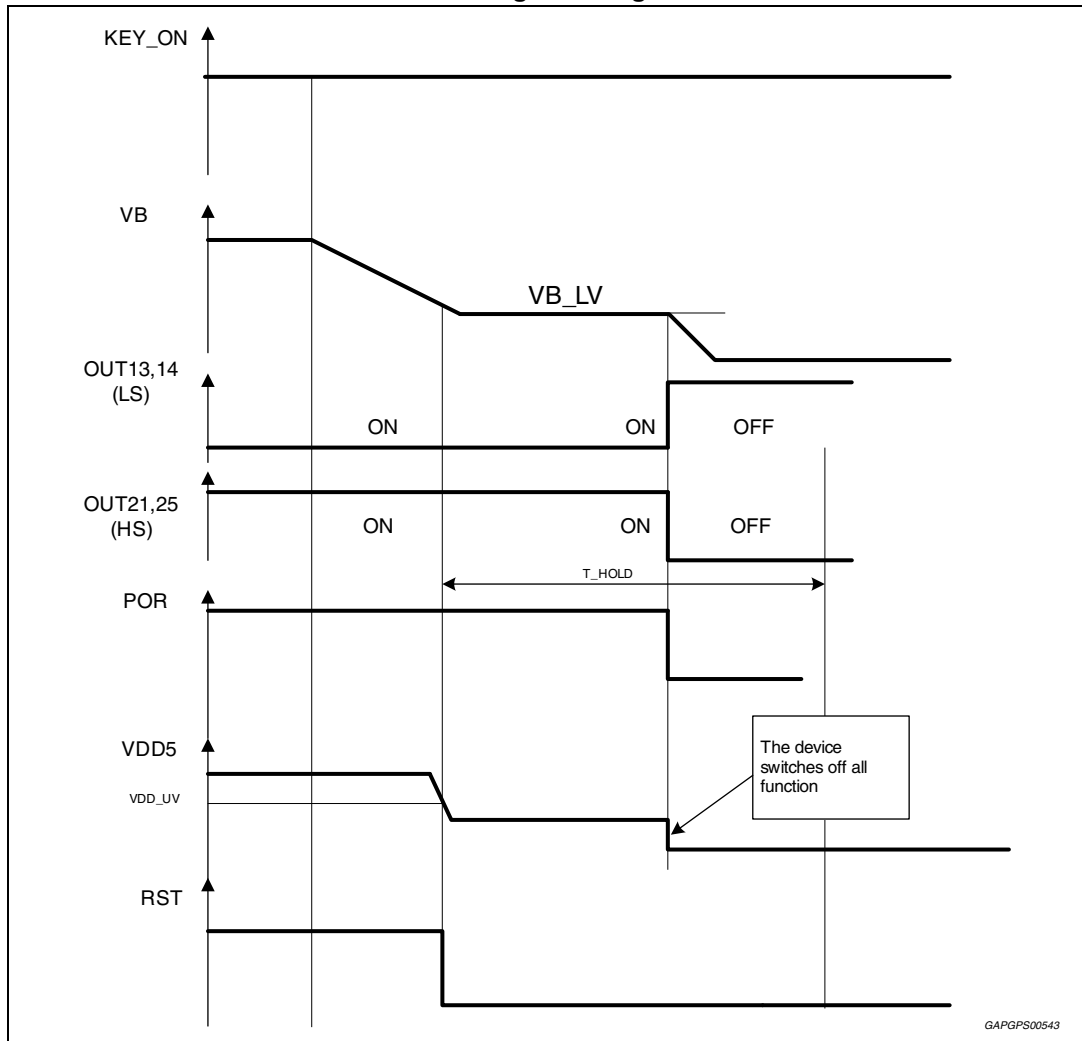 KEY_ON
VB
VB_LV
OUT13,14
(LS)
ON
ON
OFF
OUT21,25
(HS)
ON
ON
OFF
T_HOLD
POR
The device
switches off all
function
VDD5
VDD_UV
RST
GAPGPS00543